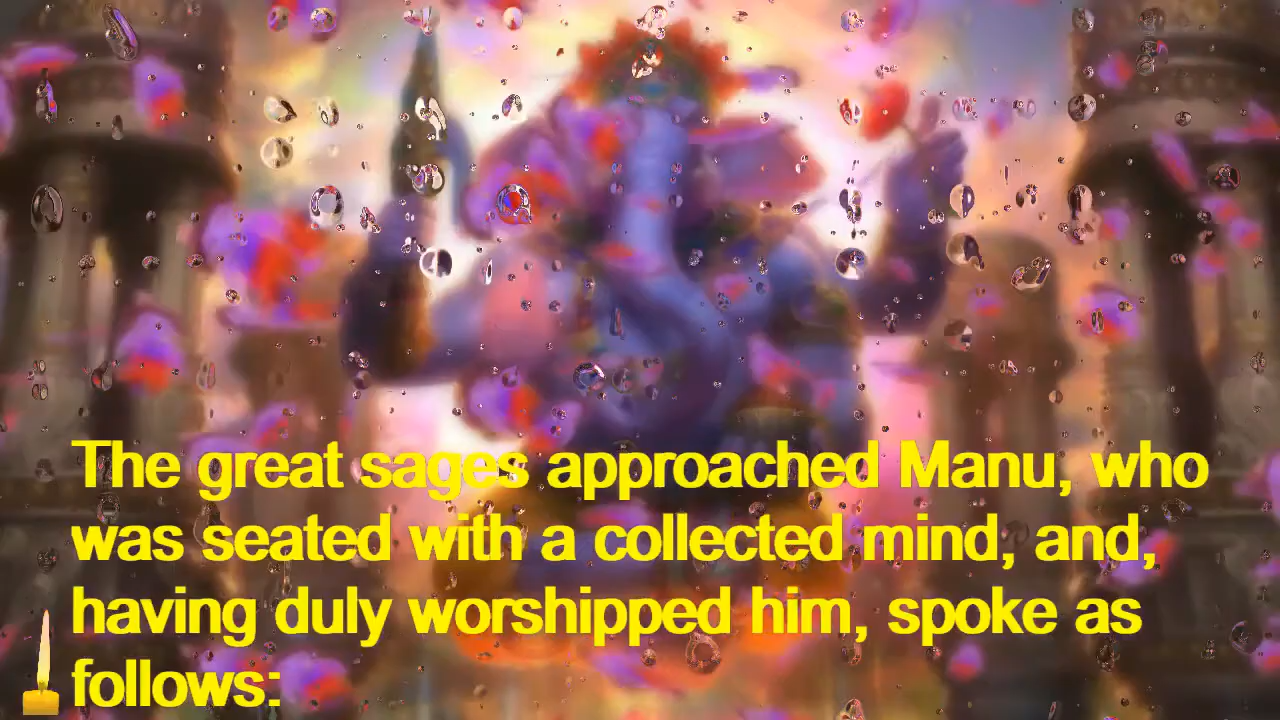 The great sages approached Manu, who
was seated with a collected mind, and,
having duly worshipped him, spoke as
follows: